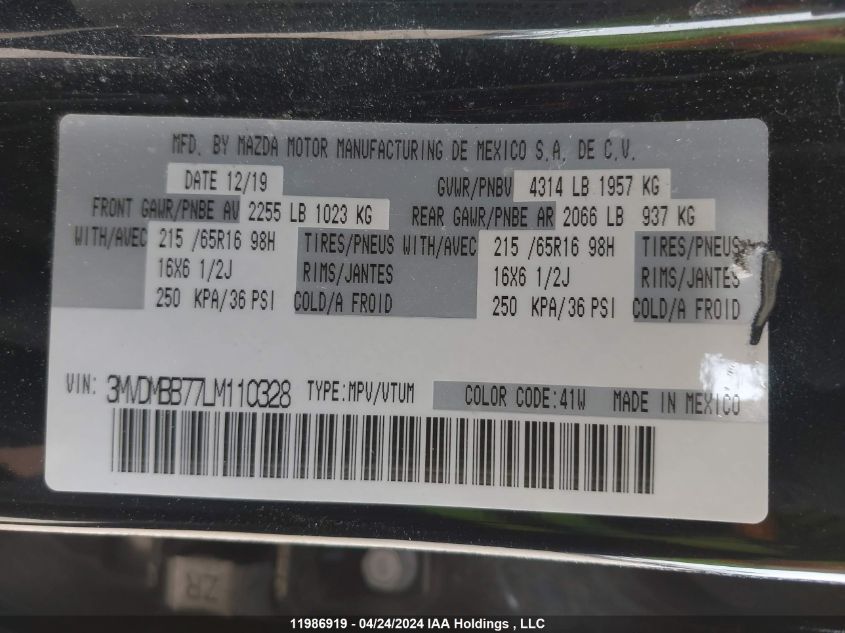 MFD. BY MAZDA MOTOR MANUFACTURING DE MEXICO S.A. DE C.V.
DATE 12/19 GVWR/PNBV 4314 LB 1957 KG
FRONT GAWR/PNBE AV 2255 LB 1023 KG REAR GAWR/PNBE AR 2066 LB 937 KG
WITH/AVEC 215 /65R16 98H TIRES/PNEUS WITH/AVEC 215 /65R16 98H TIRES/PNEUS
16X6 1/2J RIMS/JANTES 16X6 1/2J RIMS/JANTES
250 KPA/36 PSI COLD/A FROID 250 KPA/36 PSI COLD/A FROID
VIN: 3MVDMBB77LM110328 TYPE:MPV/VTUM COLOR CODE:41W MADE IN MEXICO
ZR
11986919 - 04/24/2024 IAA Holdings , LLC